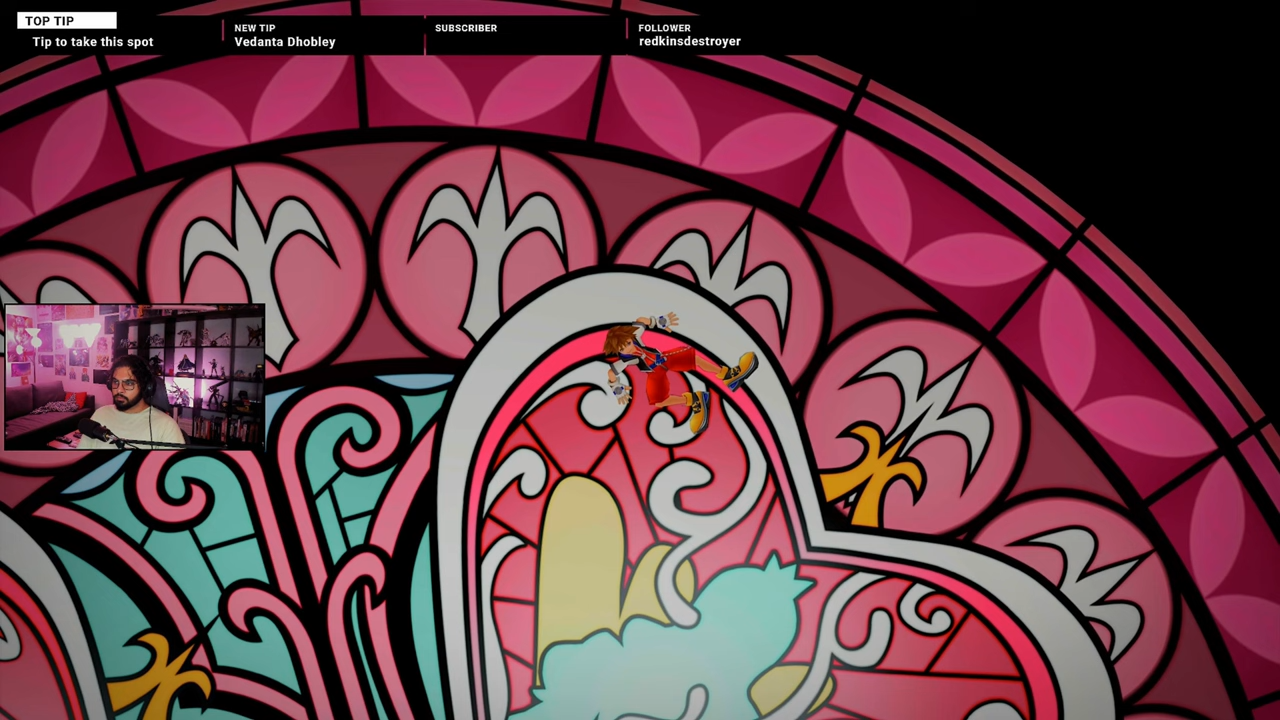 TOP TIP
Tip to take this spot
NEW TIP
Vedanta Dhobley
SUBSCRIBER
FOLLOWER
redkinsdestroyer